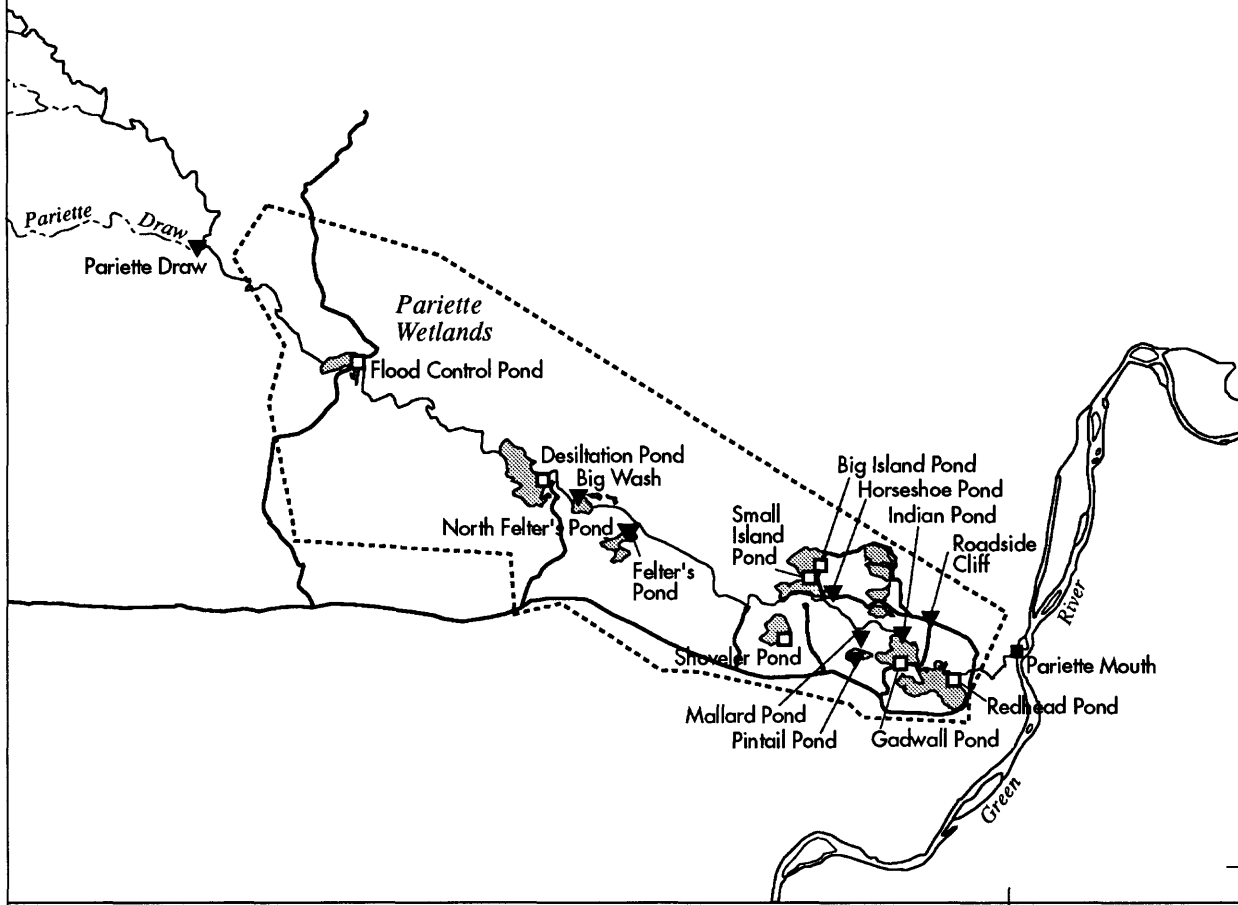 Pariette
Draw
Pariette Draw
Pariette
Wetlands
Flood Control Pond
Desiltation Pond
Big Wash
North Felter's Pond
Felter's
Pond
Big Island Pond
Horseshoe Pond
Small
Island
Pond
Indian Pond
Roadside
Cliff
River
Shoveler Pond
Pariette Mouth
Mallard Pond
Redhead Pond
Pintail Pond
Gadwall Pond
Green